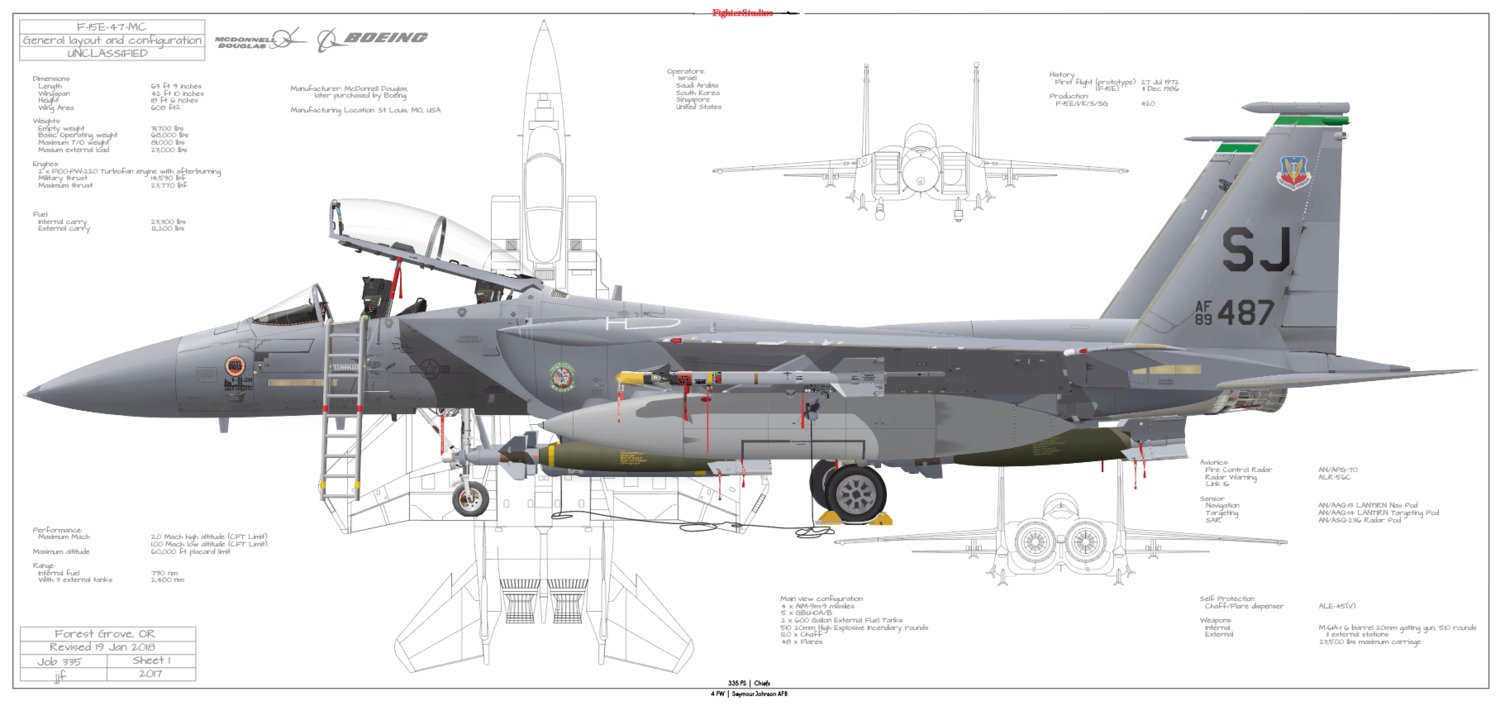 FighterStudios
F-15E-47-MC
General layout and configuration
UNCLASSIFIED
MCDONNELL
DOUGLAS
BOEING
Dimensions:
Length 63 ft 9 inches
Wingspan 42 ft 10 inches
Height 18 ft 6 inches
Wing Area 608 ft2
Weights:
Empty weight 31,700 lbs
Basic Operating weight 68,000 lbs
Maximum T/O weight 81,000 lbs
Maxium external load 23,000 lbs
Engines:
2 x F100-PW-220 Turbofan engine with afterburning
Military thrust 14,590 lbf
Maximum thrust 23,770 lbf
Fuel
Internal carry
External carry
Manufacturer: McDonnell Douglas,
later purchased by Boeing
Manufacturing Location: St Louis, MO, USA
Operators:
Israel
Saudi Arabia
South Korea
Singapore
United States
History
First flight (prototype) 27 Jul 1972
(F-15E) 11 Dec 1986
Production:
F-15E/I/K/S/SG 420
SJ
AF
89 487
Performance:
Maximum Mach 2.0 Mach high altitude (CFT Limit)
1.00 Mach low altitude (CFT Limit)
Maximum altitude 60,000 ft placard limit
Range:
Internal fuel 790 nm
With 3 external tanks 2,400 nm
Avionics:
Fire Control Radar AN/APG-70
Radar Warning ALR-56C
Link 16
Sensor
Navigation AN/AAQ-13 LANTIRN Nav Pod
Targeting AN/AAQ-14 LANTIRN Targeting Pod
SAR AN/ASQ-236 Radar Pod
Main view configuration:
4 x AIM-9m-9 missiles
5 x GBU-10A/B
2 x 600 Gallon External Fuel Tanks
510 20mm High Explosive Incendiary rounds
120 x Chaff
48 x Flares
Self Protection
Chaff/Flare dispenser ALE-45(V)
Weapons:
Internal M-61A-1 6 barrel 20mm gatling gun, 510 rounds
External 11 external stations
23,500 lbs maximum carriage
Forest Grove, OR
Revised 19 Jan 2018
Job 335 Sheet 1
jjf 2017
335 FS | Chiefs
4 FW | Seymour Johnson AFB